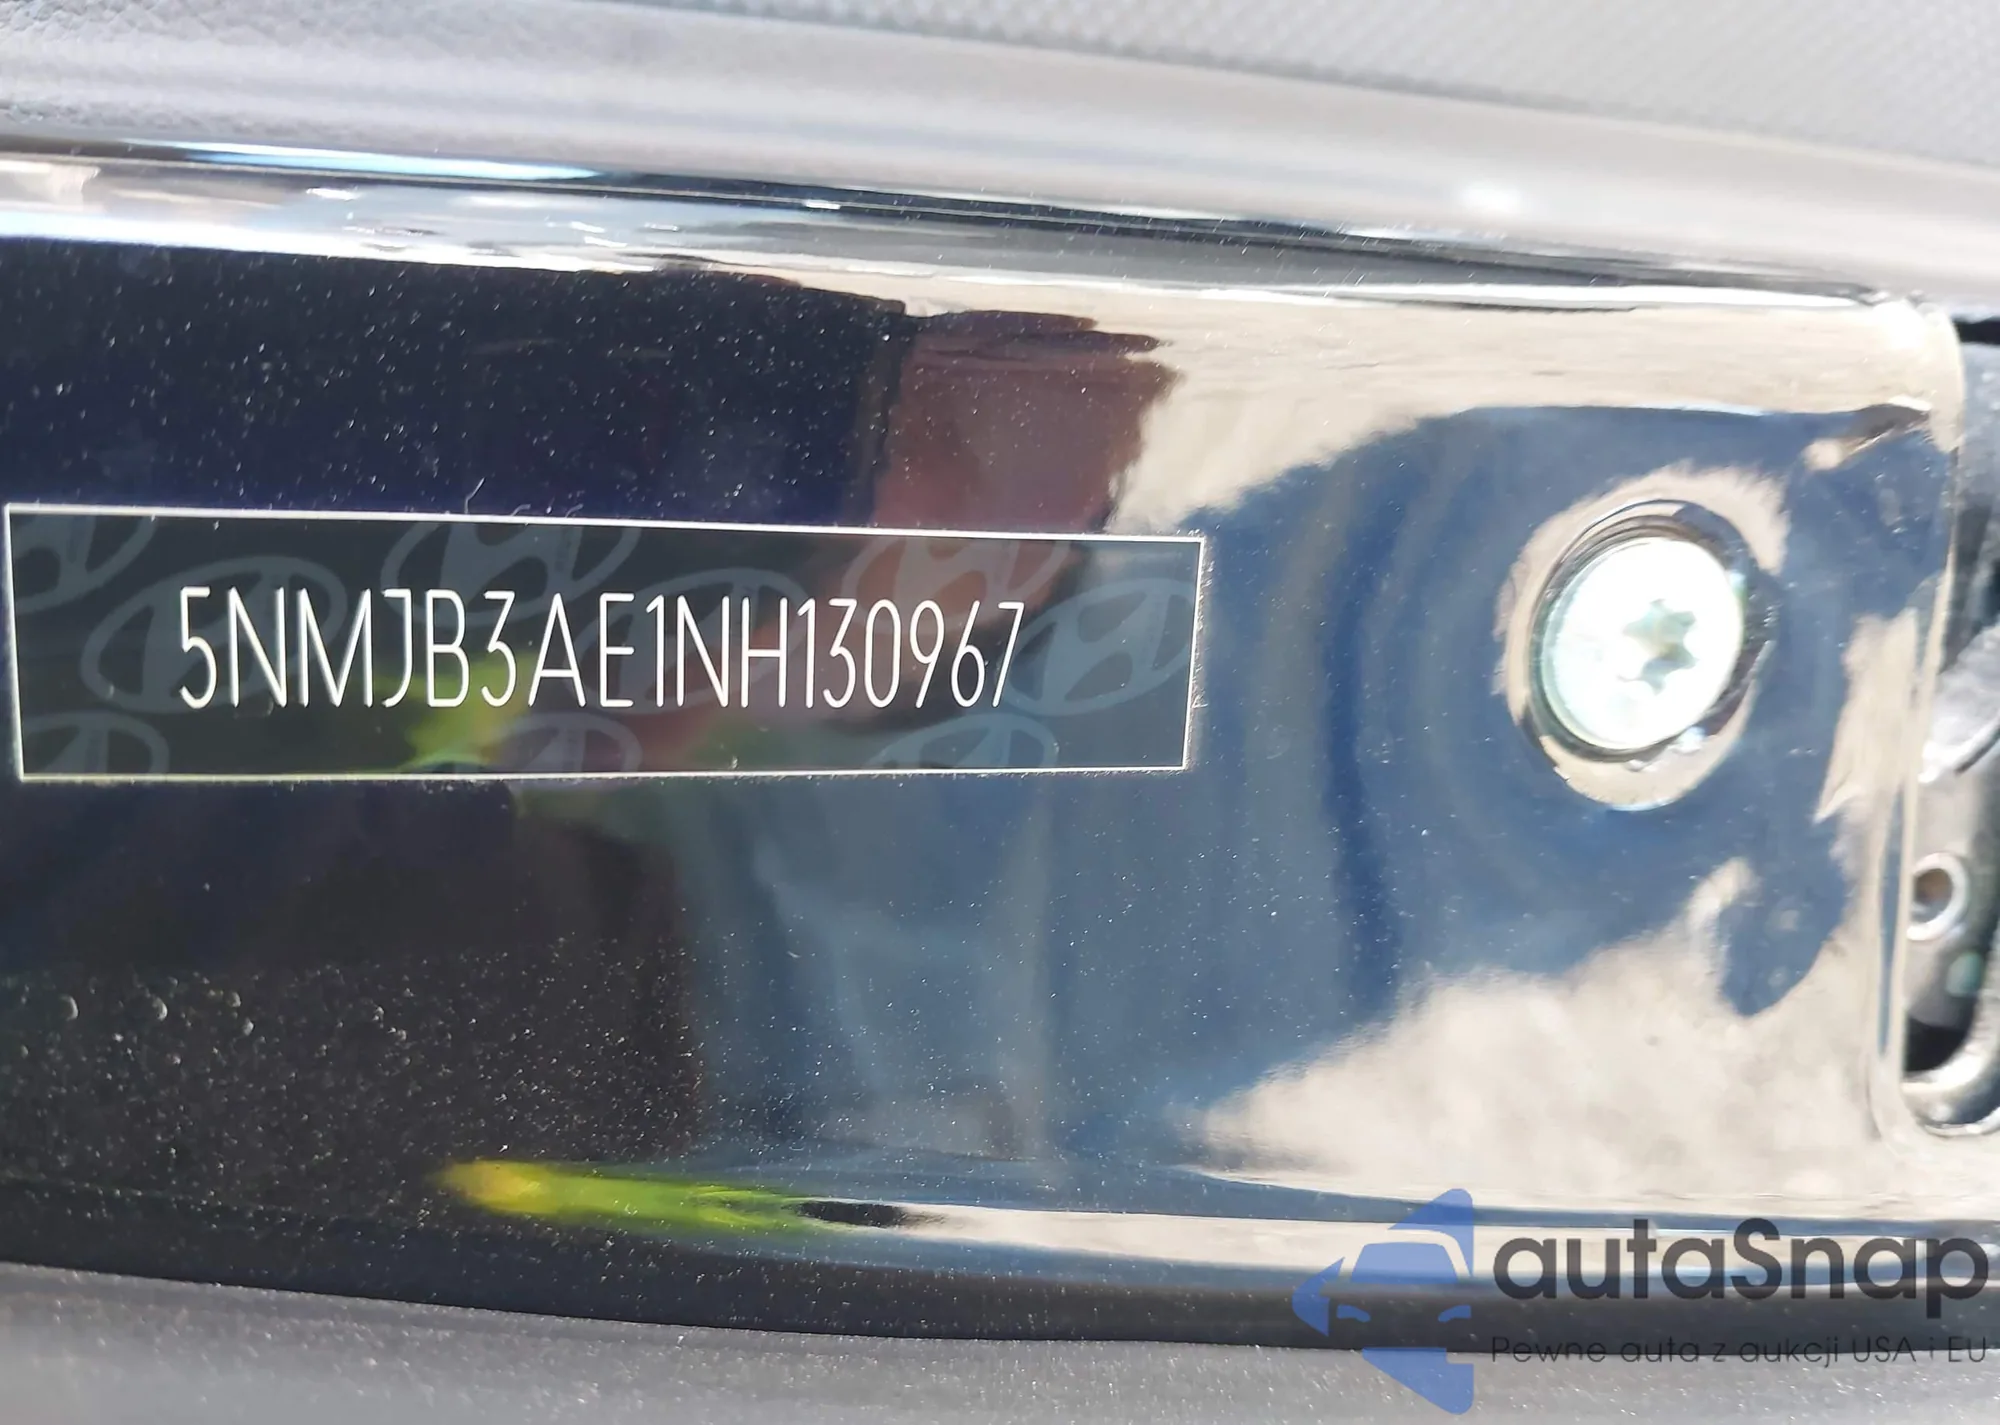 5NMJB3AE1NH130967
autaSnap
Pewne auta z aukcji USA i EU